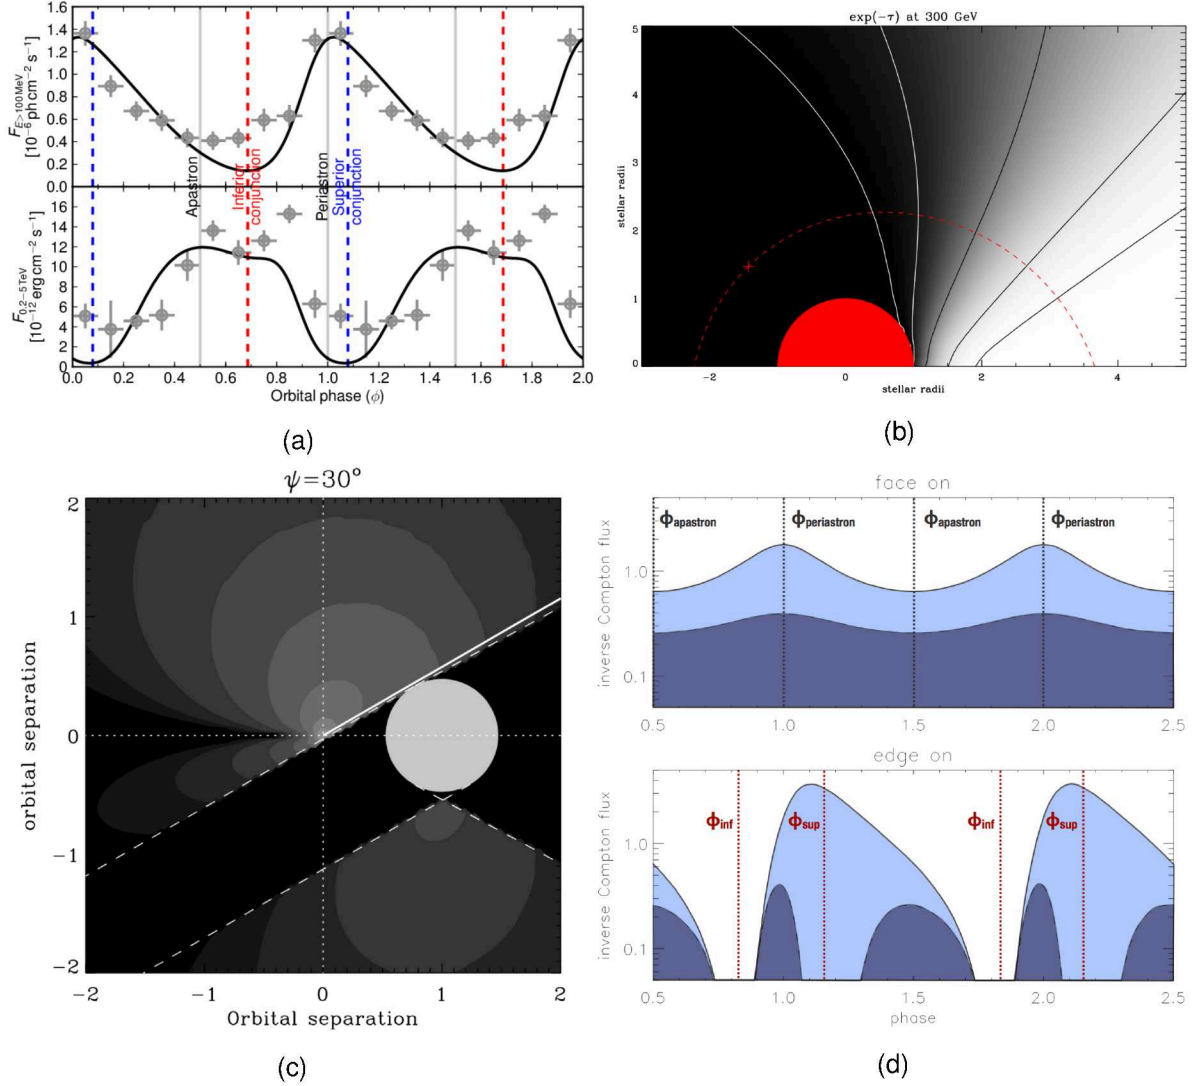 1.6
1.4
1.2
1.0
0.8
0.6
0.4
0.2
0.0
F_{E>100MeV}
[10⁻⁶ ph cm⁻² s⁻¹]
Apastron
Inferior
conjunction
Periastron
Superior
conjunction
16
14
12
10
8
6
4
2
0
F_{0.2−5TeV}
[10⁻¹² erg cm⁻² s⁻¹]
0.0 0.2 0.4 0.6 0.8 1.0 1.2 1.4 1.6 1.8 2.0
Orbital phase (ϕ)
(a)
exp(−τ) at 300 GeV
5
4
3
2
1
0
stellar radii
−2 0 2 4
stellar radii
(b)
ψ=30°
2
1
0
−1
−2
orbital separation
−2 −1 0 1 2
Orbital separation
(c)
face on
Φapastron Φperiastron Φapastron Φperiastron
1.0
0.1
inverse Compton flux
0.5 1.0 1.5 2.0 2.5
edge on
Φinf Φsup Φinf Φsup
1.0
0.1
inverse Compton flux
0.5 1.0 1.5 2.0 2.5
phase
(d)